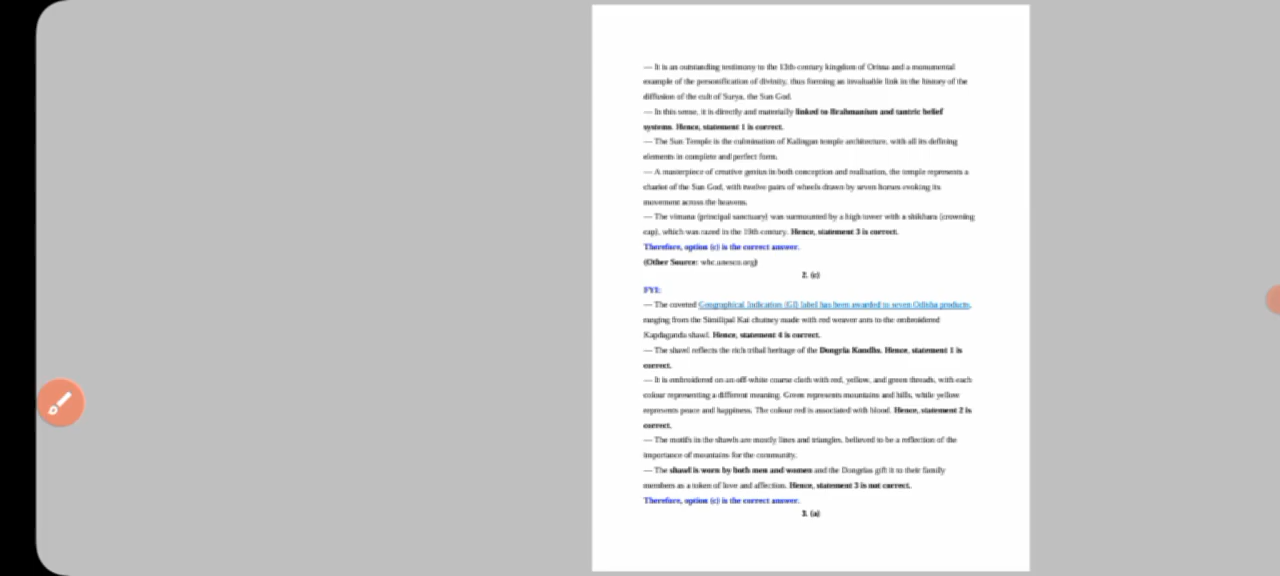 — It is an outstanding testimony to the 13th-century kingdom of Orissa and a monumental
example of the personification of divinity, thus forming an invaluable link in the history of the
diffusion of the cult of Surya, the Sun God.
— In this sense, it is directly and materially linked to Brahmanism and tantric belief
systems. Hence, statement 1 is correct.
— The Sun Temple is the culmination of Kalingan temple architecture, with all its defining
elements in complete and perfect form.
— A masterpiece of creative genius in both conception and realisation, the temple represents a
chariot of the Sun God, with twelve pairs of wheels drawn by seven horses evoking its
movement across the heavens.
— The vimana (principal sanctuary) was surmounted by a high tower with a shikhara (crowning
cap), which was razed in the 19th century. Hence, statement 3 is correct.
Therefore, option (c) is the correct answer.
(Other Source: whc.unesco.org)
2. (c)
FYI:
— The coveted Geographical Indication (GI) label has been awarded to seven Odisha products,
ranging from the Similipal Kai chutney made with red weaver ants to the embroidered
Kapdaganda shawl. Hence, statement 4 is correct.
— The shawl reflects the rich tribal heritage of the Dongria Kondhs. Hence, statement 1 is
correct.
— It is embroidered on an off-white coarse cloth with red, yellow, and green threads, with each
colour representing a different meaning. Green represents mountains and hills, while yellow
represents peace and happiness. The colour red is associated with blood. Hence, statement 2 is
correct.
— The motifs in the shawls are mostly lines and triangles, believed to be a reflection of the
importance of mountains for the community.
— The shawl is worn by both men and women and the Dongrias gift it to their family
members as a token of love and affection. Hence, statement 3 is not correct.
Therefore, option (c) is the correct answer.
3. (a)